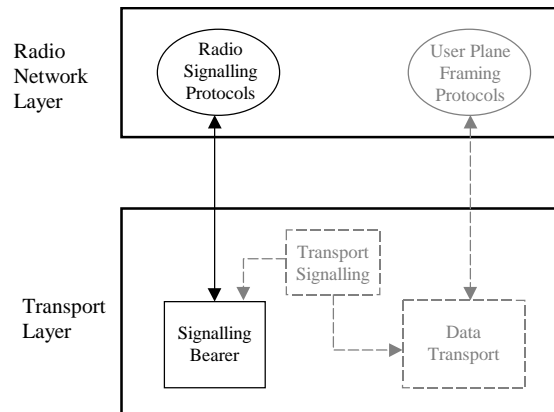 Radio
Network
Layer
Radio
Signalling
Protocols
User Plane
Framing
Protocols
Transport
Layer
Transport
Signalling
Signalling
Bearer
Data
Transport